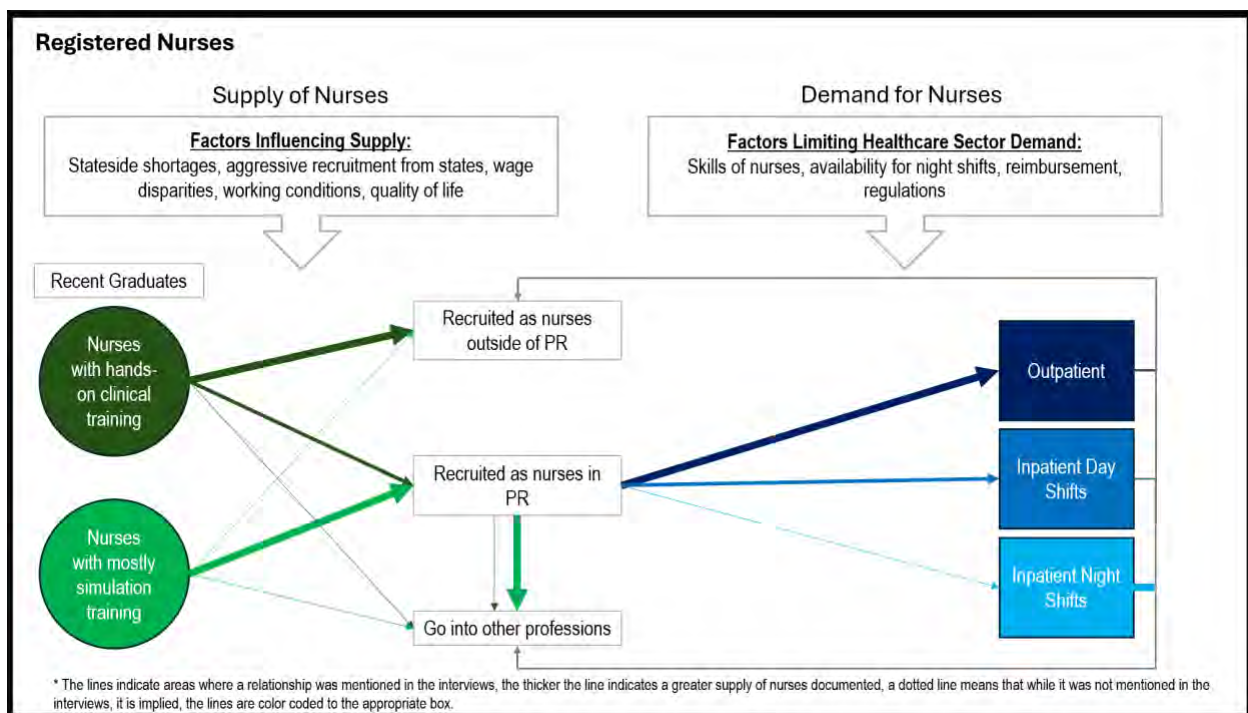 Registered Nurses
Supply of Nurses
Factors Influencing Supply:
Stateside shortages, aggressive recruitment from states, wage
disparities, working conditions, quality of life
Demand for Nurses
Factors Limiting Healthcare Sector Demand:
Skills of nurses, availability for night shifts, reimbursement,
regulations
Recent Graduates
Nurses
with hands-
on clinical
training
Nurses
with mostly
simulation
training
Recruited as nurses
outside of PR
Recruited as nurses in
PR
Go into other professions
Outpatient
Inpatient Day
Shifts
Inpatient Night
Shifts
* The lines indicate areas where a relationship was mentioned in the interviews, the thicker the line indicates a greater supply of nurses documented, a dotted line means that while it was not mentioned in the
interviews, it is implied, the lines are color coded to the appropriate box.